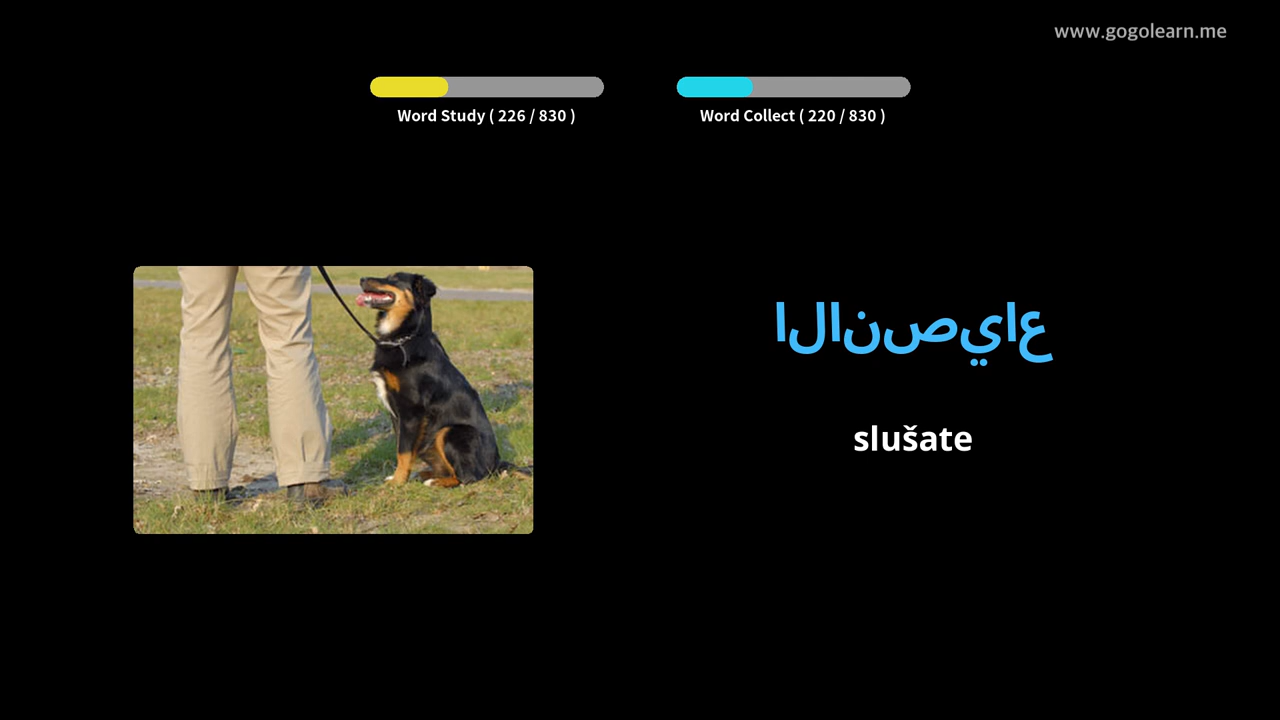 www.gogolearn.me
Word Study ( 226 / 830 )
Word Collect ( 220 / 830 )
الانصياع
slušate